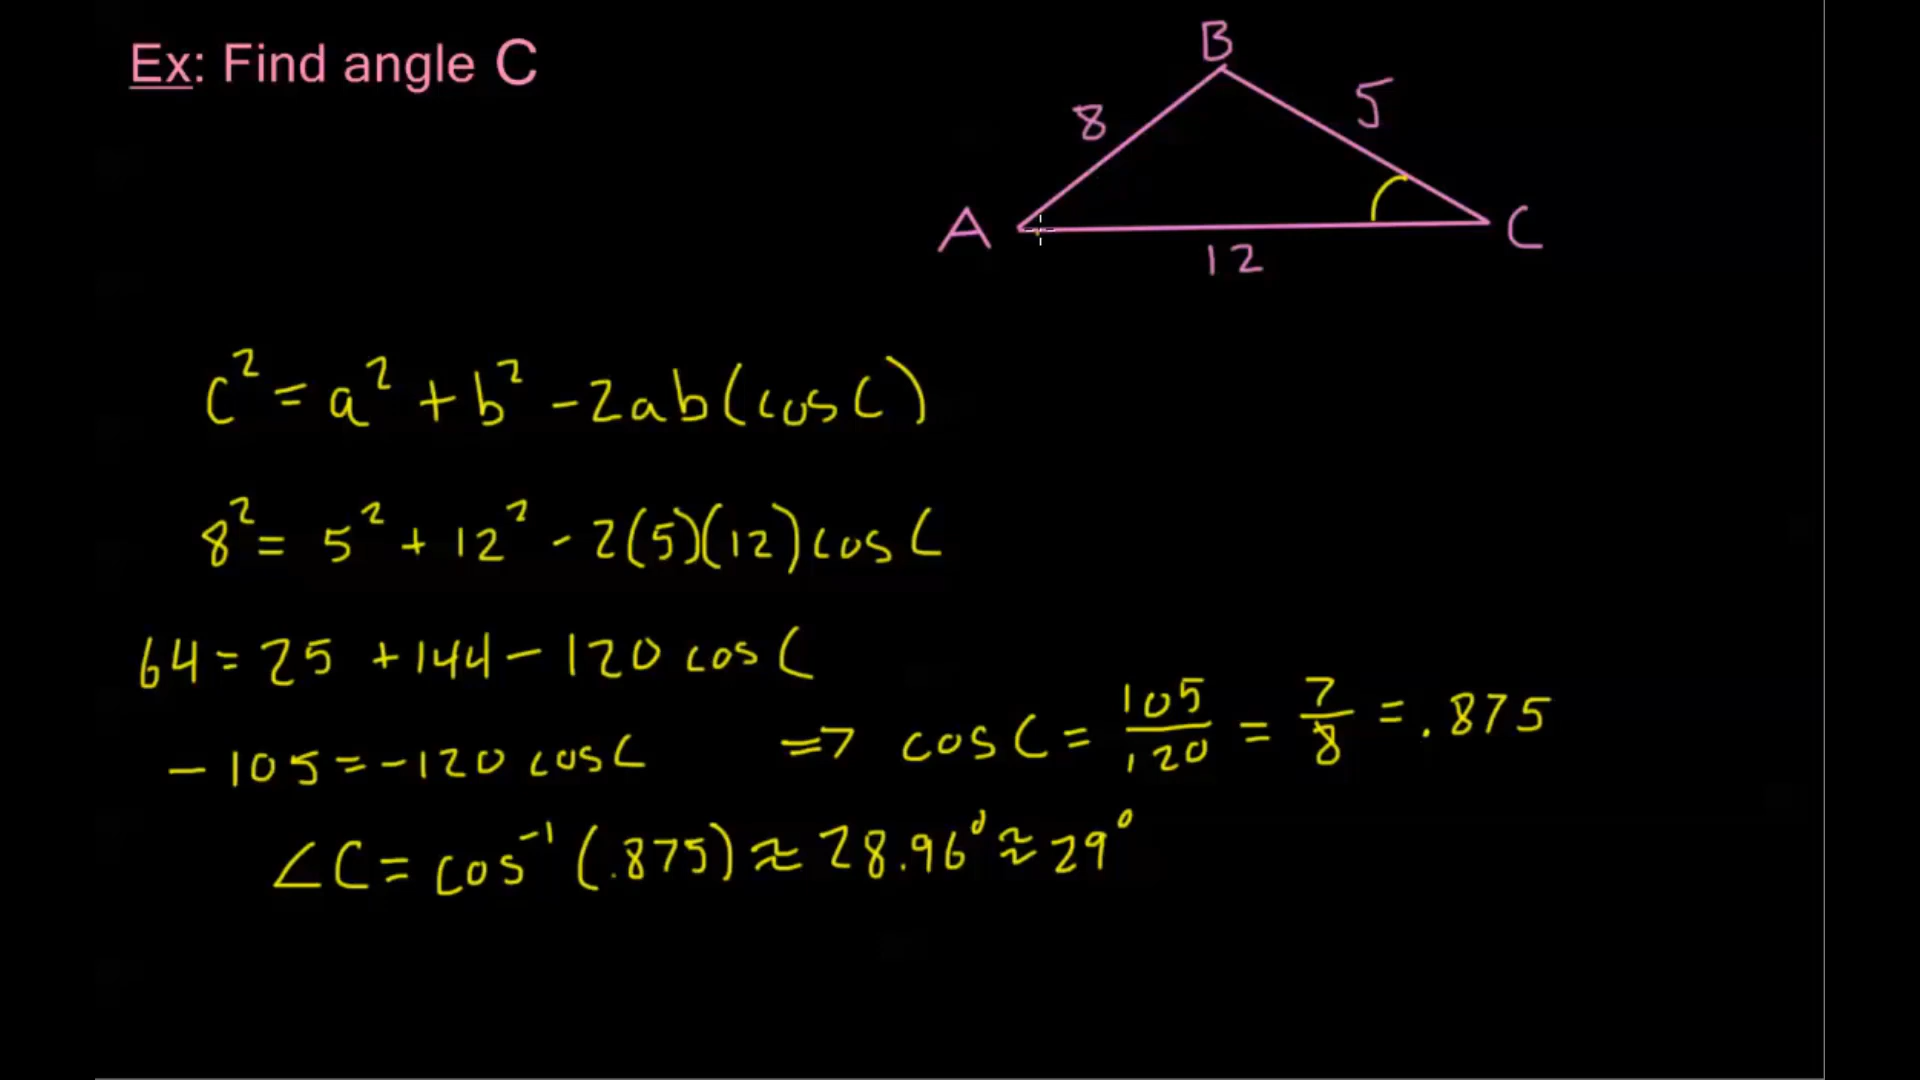 Ex: Find angle C
B
8
5
A
C
12
c² = a² + b² - 2ab(cos C)
8² = 5² + 12² - 2(5)(12) cos C
64 = 25 + 144 - 120 cos C
-105 = -120 cos C ⇒ cos C = 105/120 = 7/8 = .875
∠C = cos⁻¹(.875) ≈ 28.96° ≈ 29°